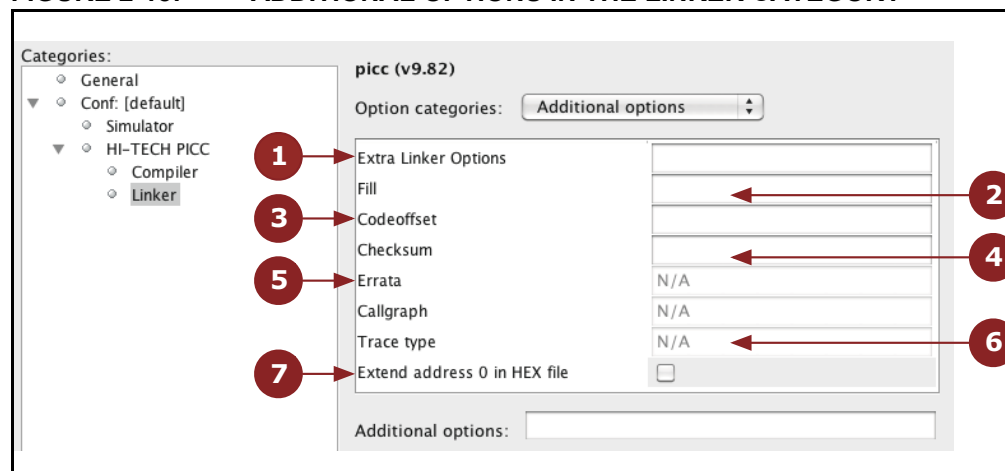 Categories:
General
Conf: [default]
Simulator
HI-TECH PICC
Compiler
Linker
picc (v9.82)
Option categories: Additional options
1 Extra Linker Options
Fill 2
3 Codeoffset
Checksum 4
5 Errata N/A
Callgraph N/A
Trace type N/A 6
7 Extend address 0 in HEX file
Additional options: